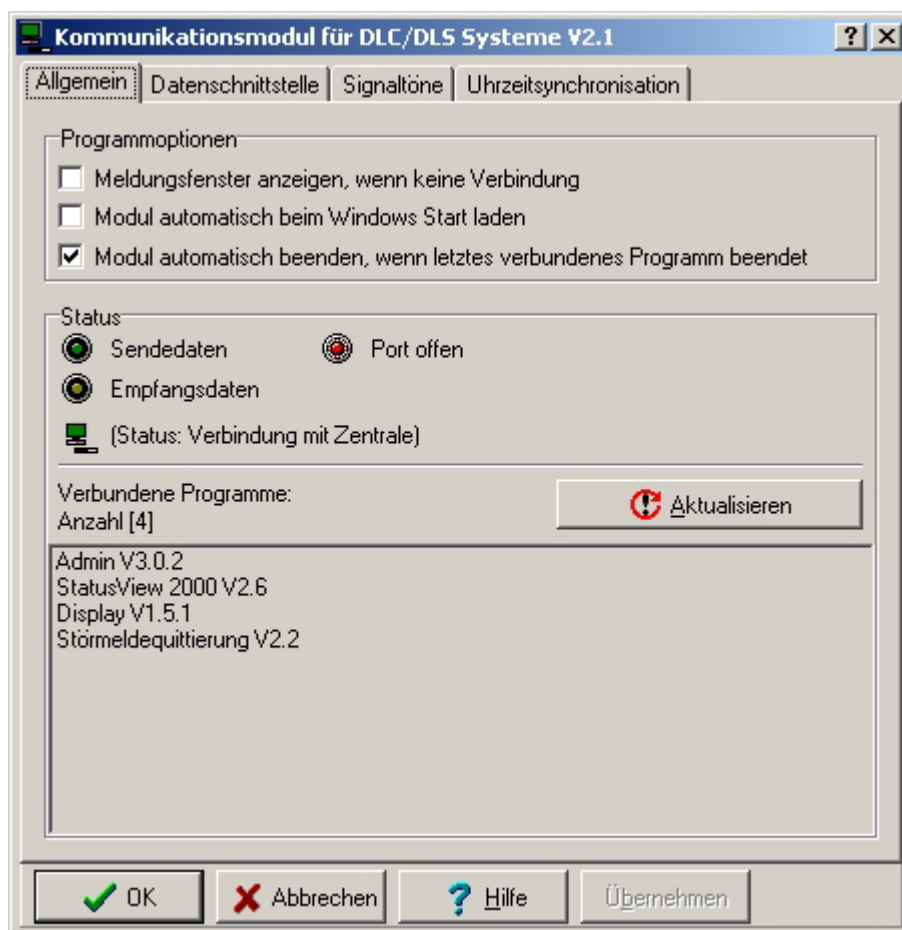 Kommunikationsmodul für DLC/DLS Systeme V2.1
Allgemein Datenschnittstelle Signaltöne Uhrzeitsynchronisation
Programmoptionen
Meldungsfenster anzeigen, wenn keine Verbindung
Modul automatisch beim Windows Start laden
Modul automatisch beenden, wenn letztes verbundenes Programm beendet
Status
Sendedaten Port offen
Empfangsdaten
(Status: Verbindung mit Zentrale)
Verbundene Programme:
Anzahl [4]
Aktualisieren
Admin V3.0.2
StatusView 2000 V2.6
Display V1.5.1
Störmeldequittierung V2.2
OK Abbrechen Hilfe Übernehmen